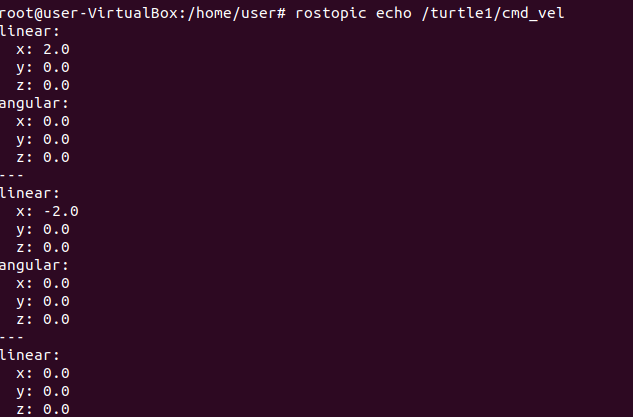 root@user-VirtualBox:/home/user# rostopic echo /turtle1/cmd_vel
linear:
  x: 2.0
  y: 0.0
  z: 0.0
angular:
  x: 0.0
  y: 0.0
  z: 0.0
---
linear:
  x: -2.0
  y: 0.0
  z: 0.0
angular:
  x: 0.0
  y: 0.0
  z: 0.0
---
linear:
  x: 0.0
  y: 0.0
  z: 0.0